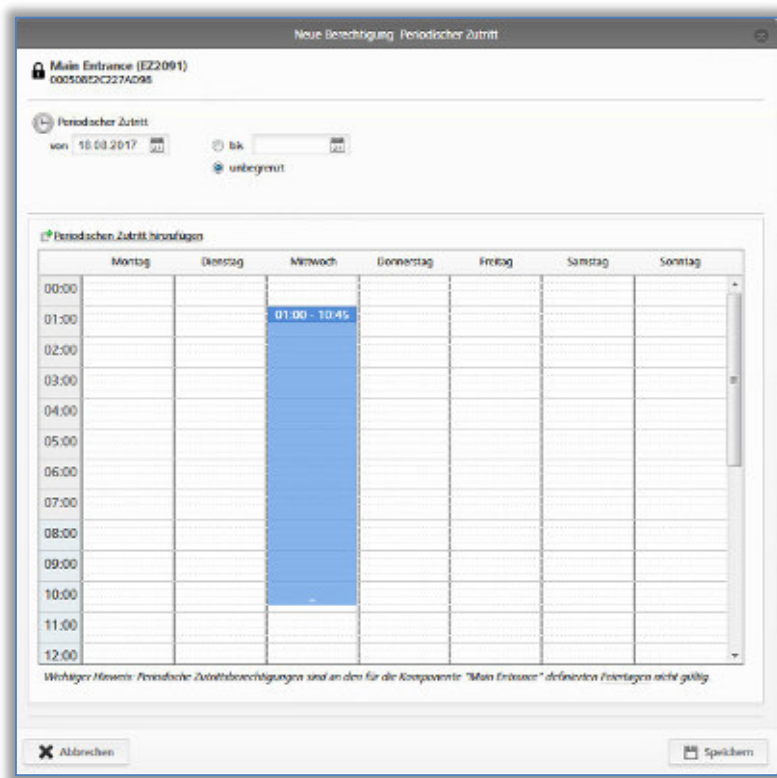 Neue Berechtigung Periodischer Zutritt
Main Entrance (EZ2091)
000508E2C227AD98
Periodischer Zutritt
von 18.08.2017 bis
unbegrenzt
Periodischen Zutritt hinzufügen
Montag Dienstag Mittwoch Donnerstag Freitag Samstag Sonntag
00:00
01:00 01:00 - 10:45
02:00
03:00
04:00
05:00
06:00
07:00
08:00
09:00
10:00
11:00
12:00
Wichtiger Hinweis: Periodische Zutrittsberechtigungen sind an den für die Komponente "Main Entrance" definierten Feiertagen nicht gültig.
Abbrechen Speichern